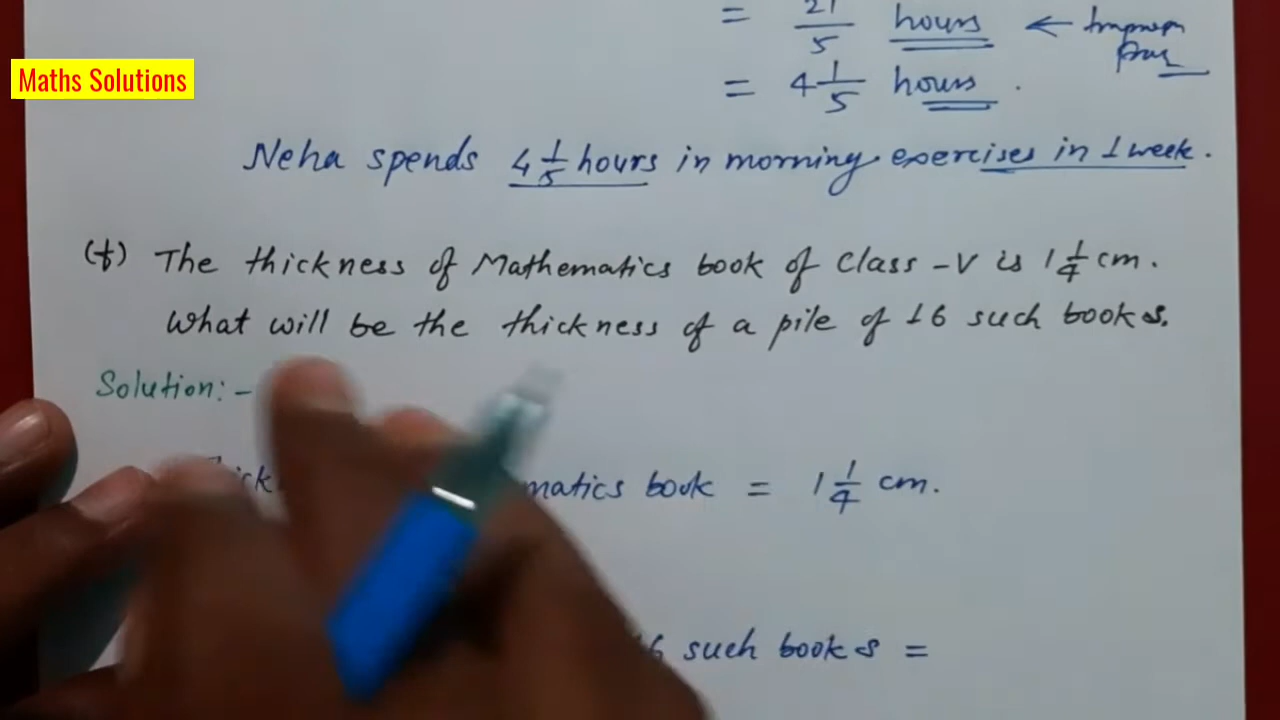 = 21/5 hours ←
Maths Solutions
= 4 1/5 hours .
Neha spends 4 1/5 hours in morning exercises in 1 week.
(f) The thickness of Mathematics book of Class -V is 1 1/4 cm.
What will be the thickness of a pile of 16 such books.
Solution:-
matics book = 1 1/4 cm.
16 such books =